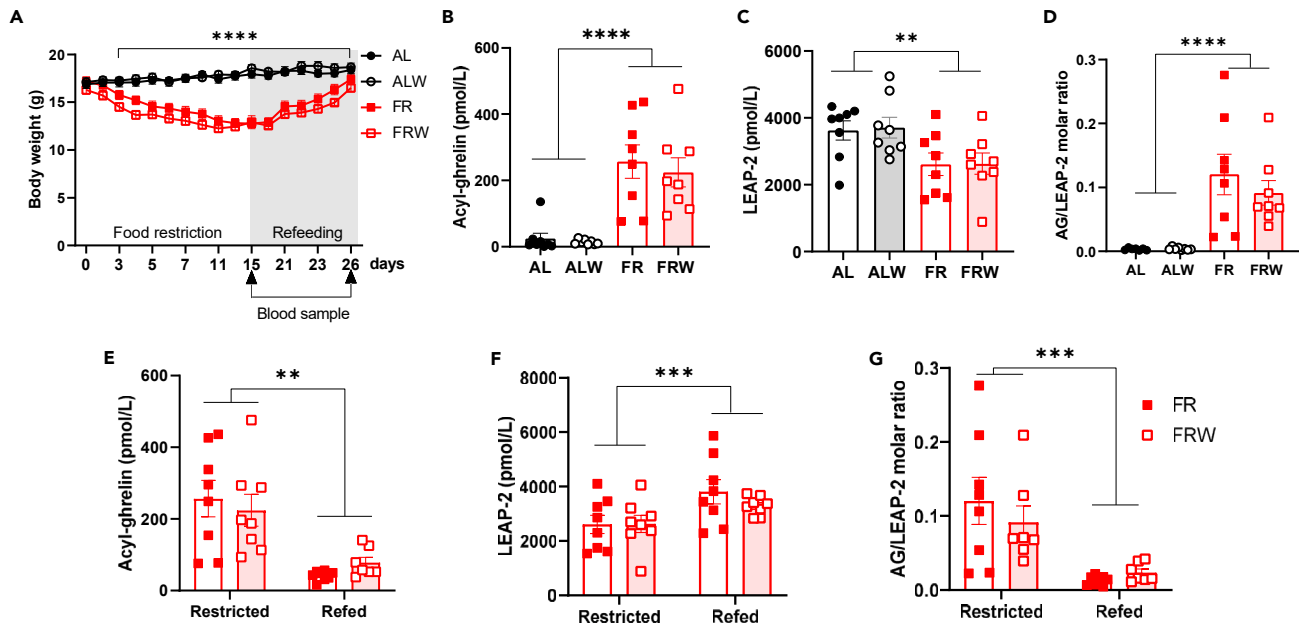 A
****
Body weight (g)
20
15
10
5
0
Food restriction
Refeeding
0 3 5 7 11 15 21 23 26 days
Blood sample
AL
ALW
FR
FRW
B
****
Acyl-ghrelin (pmol/L)
600
400
200
0
AL ALW FR FRW
C
**
LEAP-2 (pmol/L)
6000
4000
2000
0
AL ALW FR FRW
D
****
AG/LEAP-2 molar ratio
0.3
0.2
0.1
0.0
AL ALW FR FRW
E
**
Acyl-ghrelin (pmol/L)
600
400
200
0
Restricted Refed
F
***
LEAP-2 (pmol/L)
8000
6000
4000
2000
0
Restricted Refed
G
***
AG/LEAP-2 molar ratio
0.3
0.2
0.1
0.0
Restricted Refed
FR
FRW